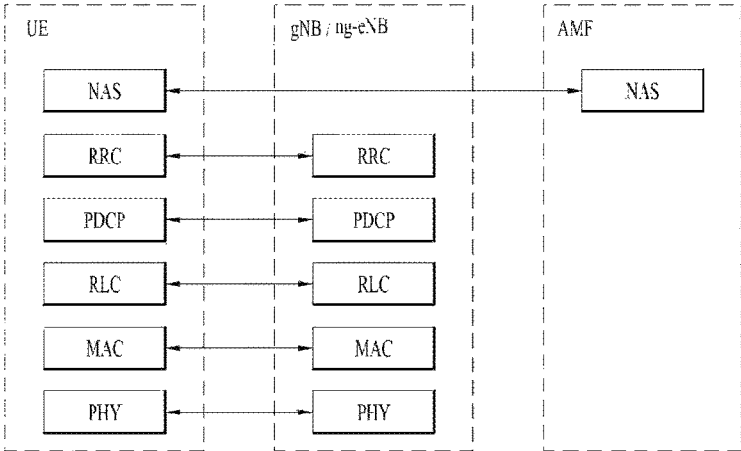 UE
gNB / ng-eNB
AMF
NAS
NAS
RRC
RRC
PDCP
PDCP
RLC
RLC
MAC
MAC
PHY
PHY